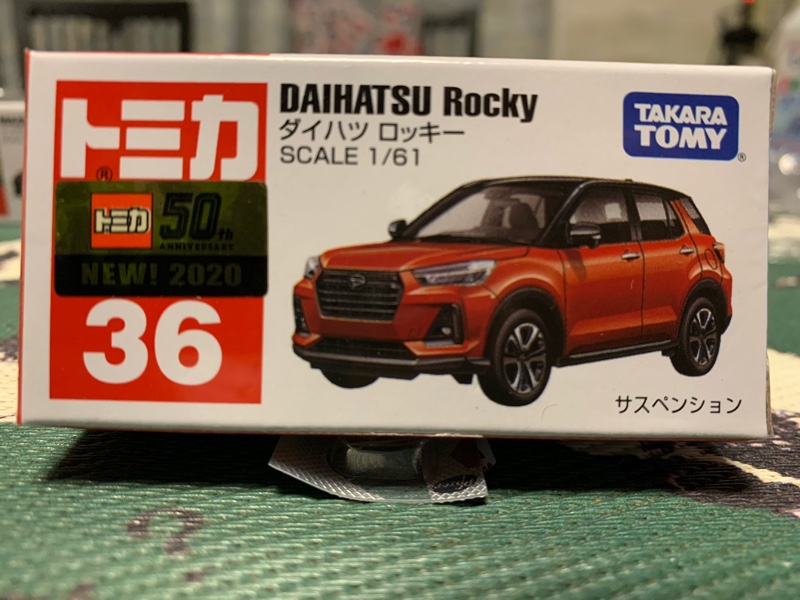 トミカ
®
トミカ 50th
ANNIVERSARY
NEW! 2020
36
DAIHATSU Rocky
ダイハツ ロッキー
SCALE 1/61
TAKARA
TOMY
®
サスペンション